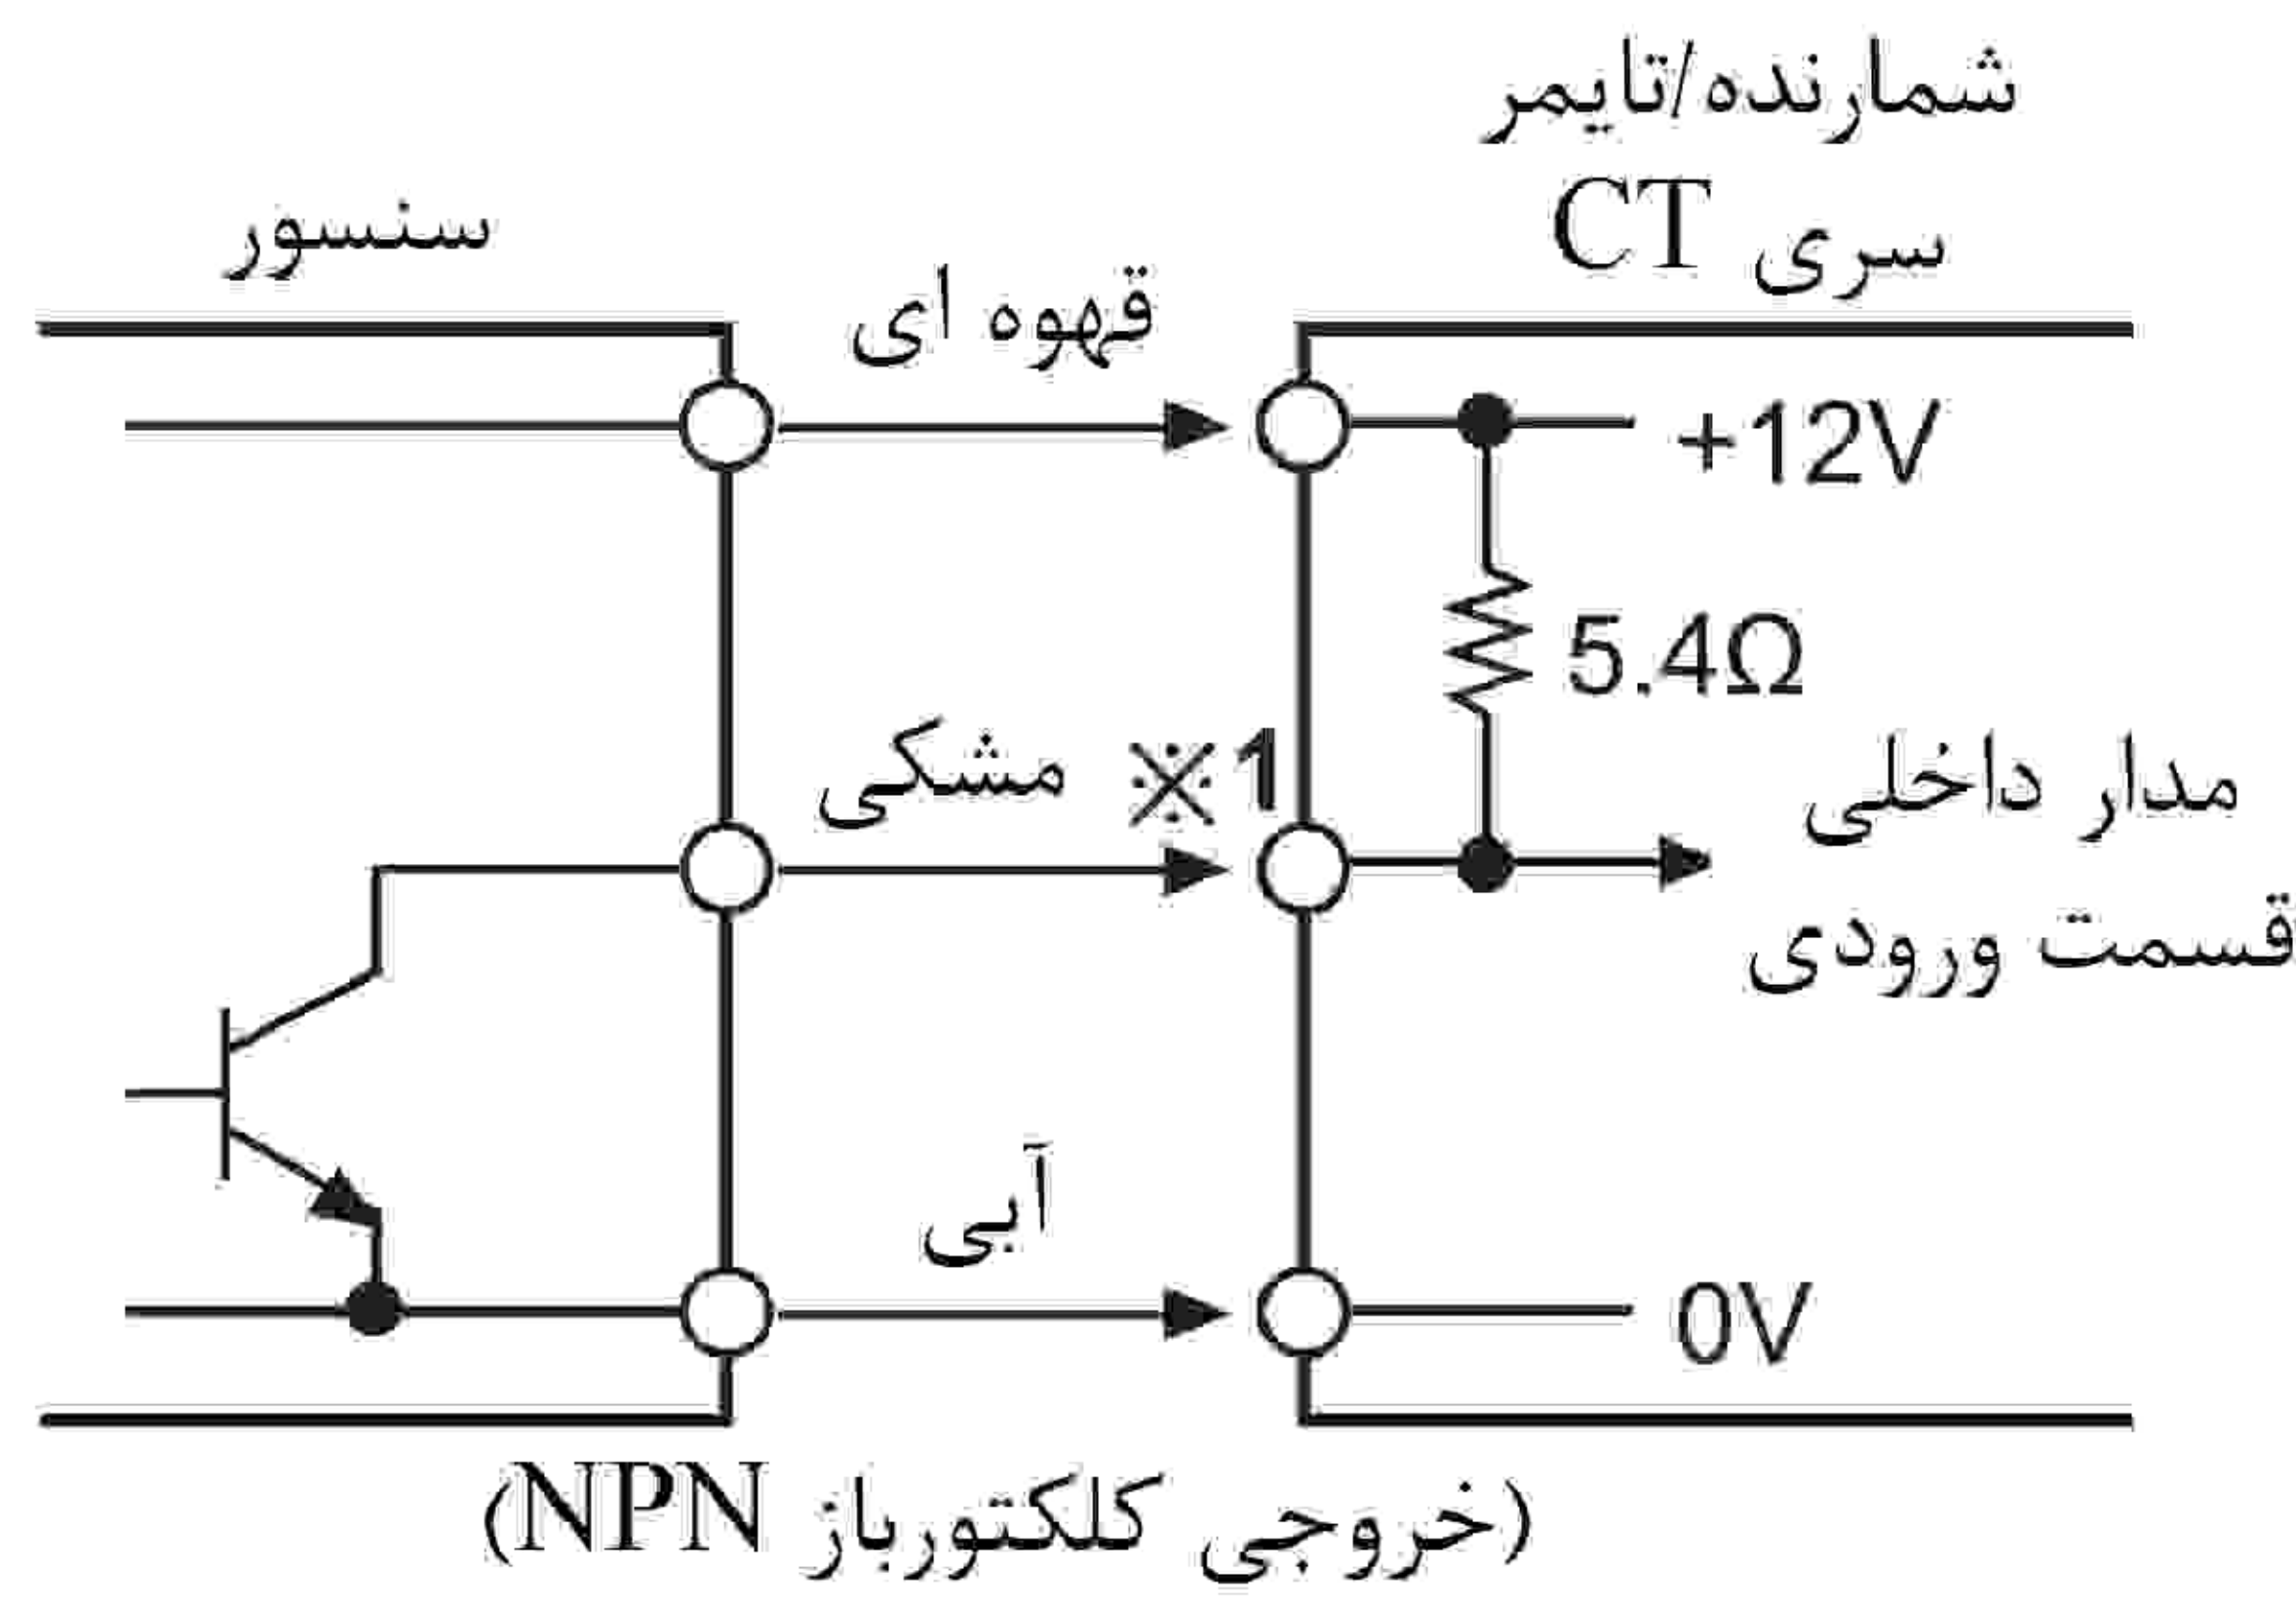 شمارنده/تایمر
سری CT
سنسور
قهوه ای
+12V
5.4Ω
مشکی ※1
مدار داخلی
قسمت ورودی
آبی
0V
(خروجی کلکتورباز NPN)